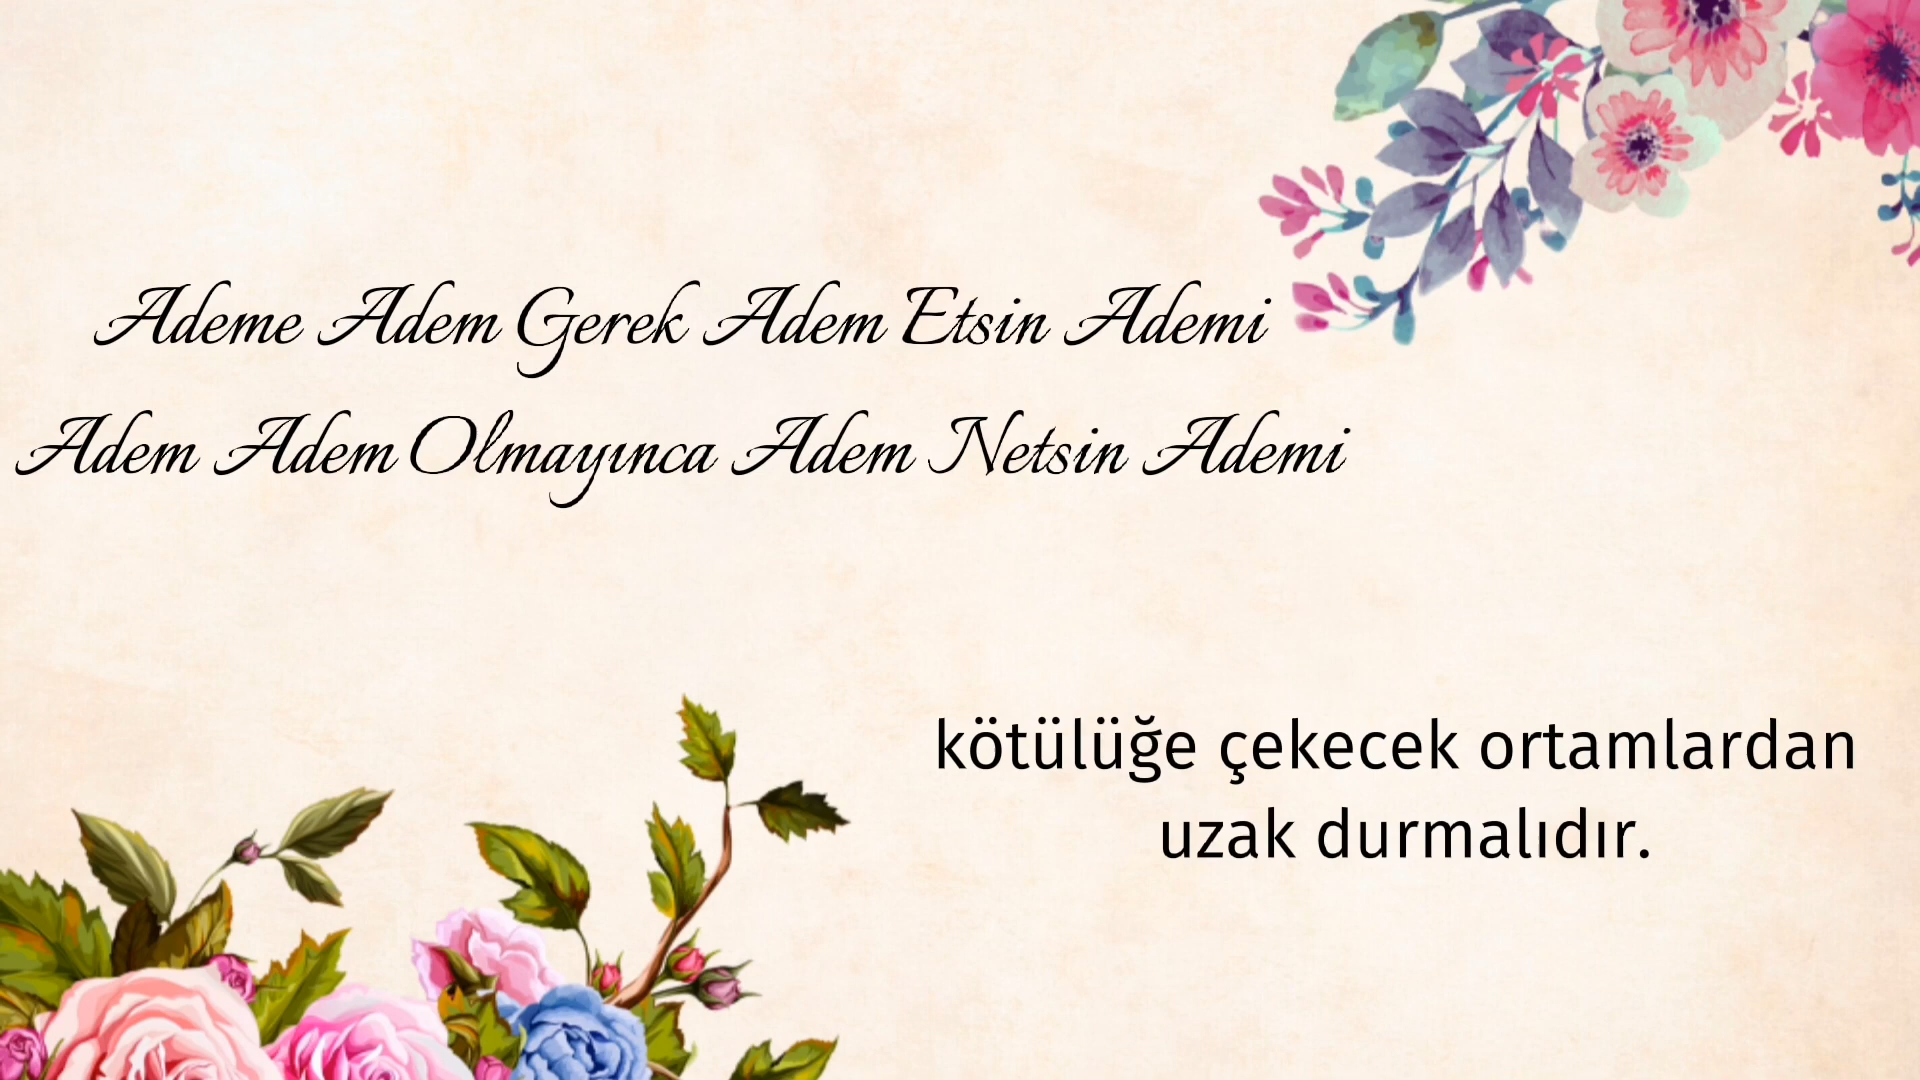 Ademe Adem Gerek Adem Etsin Ademi
Adem Adem Olmayınca Adem Netsin Ademi
kötülüğe çekecek ortamlardan
uzak durmalıdır.